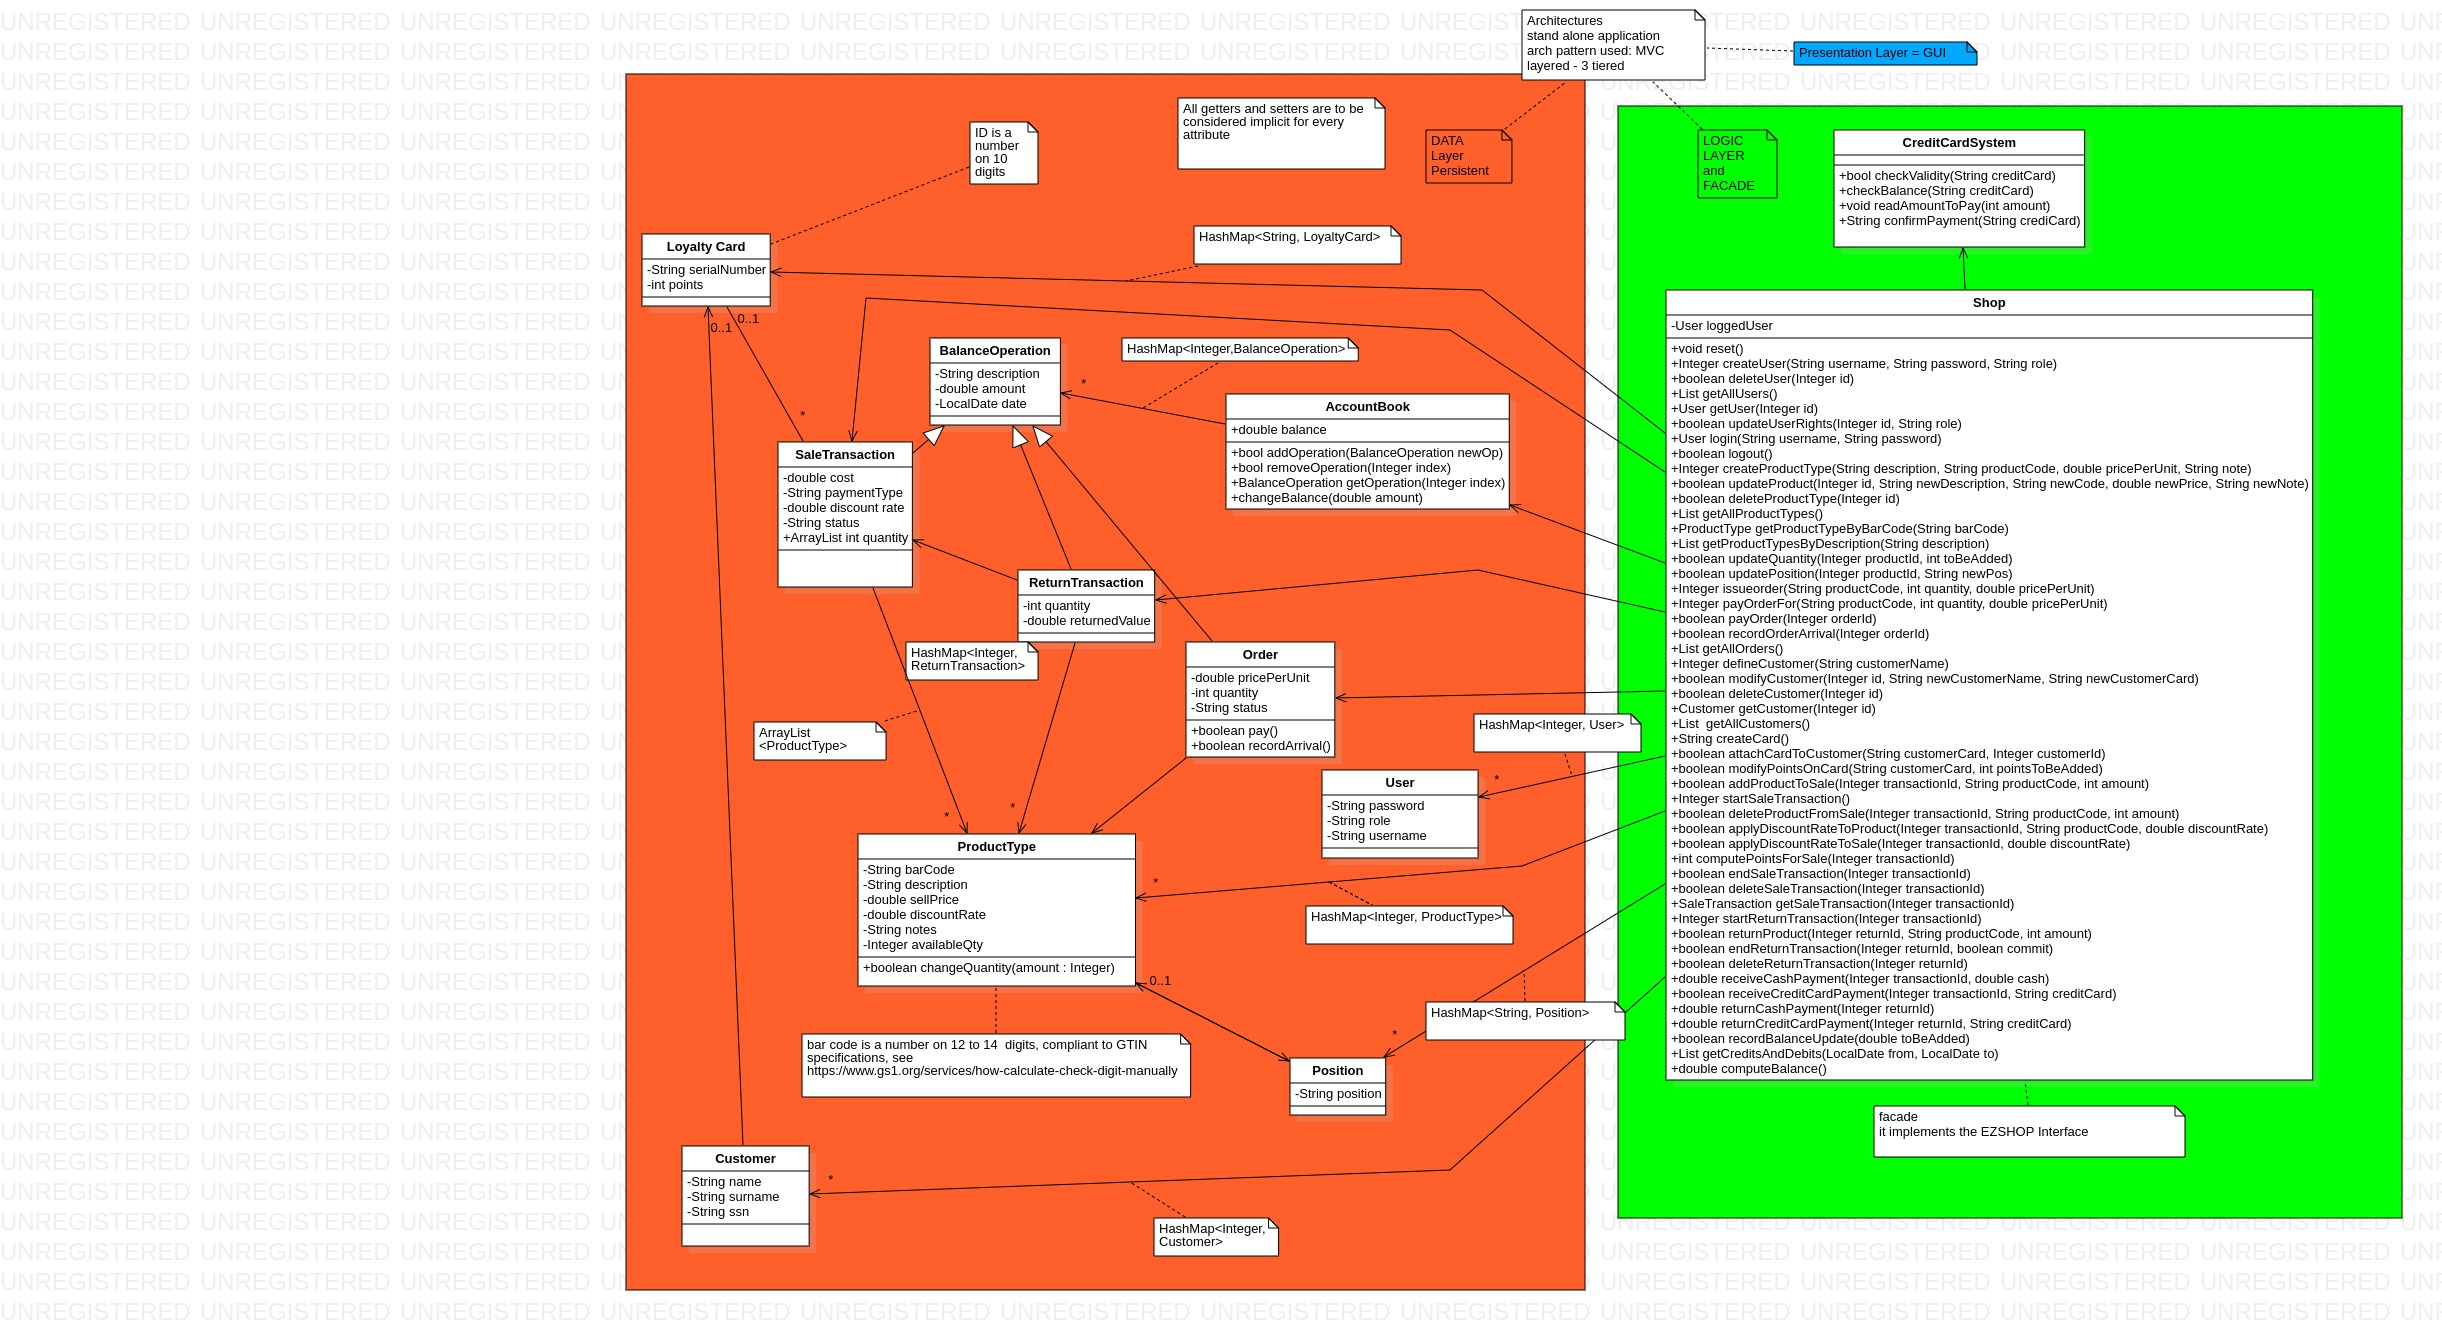 Architectures
stand alone application
arch pattern used: MVC
layered - 3 tiered
Presentation Layer = GUI
All getters and setters are to be
considered implicit for every
attribute
ID is a
number
on 10
digits
DATA
Layer
Persistent
LOGIC
LAYER
and
FACADE
CreditCardSystem
+bool checkValidity(String creditCard)
+checkBalance(String creditCard)
+void readAmountToPay(int amount)
+String confirmPayment(String crediCard)
Loyalty Card
-String serialNumber
-int points
HashMap<String, LoyaltyCard>
0..1
0..1
BalanceOperation
-String description
-double amount
-LocalDate date
HashMap<Integer,BalanceOperation>
*
AccountBook
+double balance
+bool addOperation(BalanceOperation newOp)
+bool removeOperation(Integer index)
+BalanceOperation getOperation(Integer index)
+changeBalance(double amount)
*
SaleTransaction
-double cost
-String paymentType
-double discount rate
-String status
+ArrayList int quantity
ReturnTransaction
-int quantity
-double returnedValue
HashMap<Integer,
ReturnTransaction>
Order
-double pricePerUnit
-int quantity
-String status
+boolean pay()
+boolean recordArrival()
ArrayList
<ProductType>
HashMap<Integer, User>
User
-String password
-String role
-String username
*
*
*
ProductType
-String barCode
-String description
-double sellPrice
-double discountRate
-String notes
-Integer availableQty
+boolean changeQuantity(amount : Integer)
*
HashMap<Integer, ProductType>
0..1
HashMap<String, Position>
*
bar code is a number on 12 to 14  digits, compliant to GTIN
specifications, see
https://www.gs1.org/services/how-calculate-check-digit-manually
Position
-String position
Customer
-String name
-String surname
-String ssn
*
HashMap<Integer,
Customer>
Shop
-User loggedUser
+void reset()
+Integer createUser(String username, String password, String role)
+boolean deleteUser(Integer id)
+List getAllUsers()
+User getUser(Integer id)
+boolean updateUserRights(Integer id, String role)
+User login(String username, String password)
+boolean logout()
+Integer createProductType(String description, String productCode, double pricePerUnit, String note)
+boolean updateProduct(Integer id, String newDescription, String newCode, double newPrice, String newNote)
+boolean deleteProductType(Integer id)
+List getAllProductTypes()
+ProductType getProductTypeByBarCode(String barCode)
+List getProductTypesByDescription(String description)
+boolean updateQuantity(Integer productId, int toBeAdded)
+boolean updatePosition(Integer productId, String newPos)
+Integer issueorder(String productCode, int quantity, double pricePerUnit)
+Integer payOrderFor(String productCode, int quantity, double pricePerUnit)
+boolean payOrder(Integer orderId)
+boolean recordOrderArrival(Integer orderId)
+List getAllOrders()
+Integer defineCustomer(String customerName)
+boolean modifyCustomer(Integer id, String newCustomerName, String newCustomerCard)
+boolean deleteCustomer(Integer id)
+Customer getCustomer(Integer id)
+List  getAllCustomers()
+String createCard()
+boolean attachCardToCustomer(String customerCard, Integer customerId)
+boolean modifyPointsOnCard(String customerCard, int pointsToBeAdded)
+boolean addProductToSale(Integer transactionId, String productCode, int amount)
+Integer startSaleTransaction()
+boolean deleteProductFromSale(Integer transactionId, String productCode, int amount)
+boolean applyDiscountRateToProduct(Integer transactionId, String productCode, double discountRate)
+boolean applyDiscountRateToSale(Integer transactionId, double discountRate)
+int computePointsForSale(Integer transactionId)
+boolean endSaleTransaction(Integer transactionId)
+boolean deleteSaleTransaction(Integer transactionId)
+SaleTransaction getSaleTransaction(Integer transactionId)
+Integer startReturnTransaction(Integer transactionId)
+boolean returnProduct(Integer returnId, String productCode, int amount)
+boolean endReturnTransaction(Integer returnId, boolean commit)
+boolean deleteReturnTransaction(Integer returnId)
+double receiveCashPayment(Integer transactionId, double cash)
+boolean receiveCreditCardPayment(Integer transactionId, String creditCard)
+double returnCashPayment(Integer returnId)
+double returnCreditCardPayment(Integer returnId, String creditCard)
+boolean recordBalanceUpdate(double toBeAdded)
+List getCreditsAndDebits(LocalDate from, LocalDate to)
+double computeBalance()
facade
it implements the EZSHOP Interface
UNREGISTERED